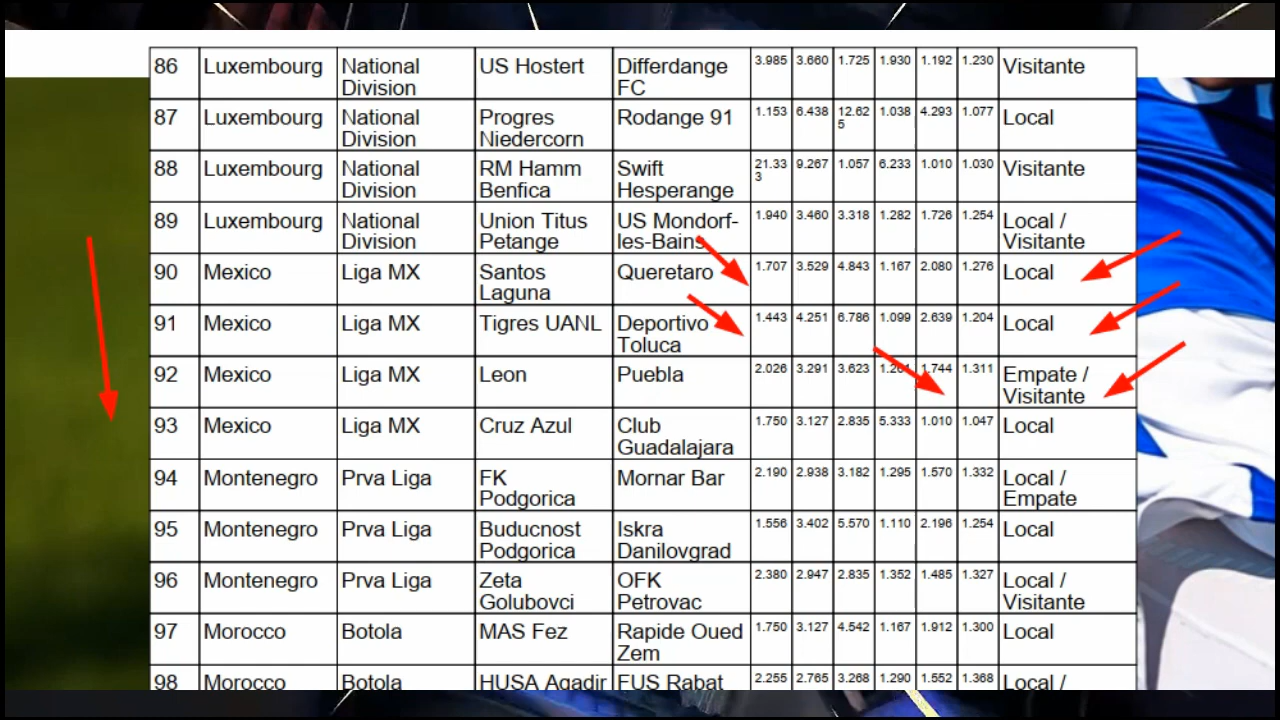 86 Luxembourg National Division US Hostert Differdange FC 3.985 3.660 1.725 1.930 1.192 1.230 Visitante
87 Luxembourg National Division Progres Niedercorn Rodange 91 1.153 6.438 12.625 1.038 4.293 1.077 Local
88 Luxembourg National Division RM Hamm Benfica Swift Hesperange 21.333 9.267 1.057 6.233 1.010 1.030 Visitante
89 Luxembourg National Division Union Titus Petange US Mondorf-les-Bains 1.940 3.460 3.318 1.282 1.726 1.254 Local / Visitante
90 Mexico Liga MX Santos Laguna Queretaro 1.707 3.529 4.843 1.167 2.080 1.276 Local
91 Mexico Liga MX Tigres UANL Deportivo Toluca 1.443 4.251 6.786 1.099 2.639 1.204 Local
92 Mexico Liga MX Leon Puebla 2.026 3.291 3.623 1.744 1.311 Empate / Visitante
93 Mexico Liga MX Cruz Azul Club Guadalajara 1.750 3.127 2.835 5.333 1.010 1.047 Local
94 Montenegro Prva Liga FK Podgorica Mornar Bar 2.190 2.938 3.182 1.295 1.570 1.332 Local / Empate
95 Montenegro Prva Liga Buducnost Podgorica Iskra Danilovgrad 1.556 3.402 5.570 1.110 2.196 1.254 Local
96 Montenegro Prva Liga Zeta Golubovci OFK Petrovac 2.380 2.947 2.835 1.352 1.485 1.327 Local / Visitante
97 Morocco Botola MAS Fez Rapide Oued Zem 1.750 3.127 4.542 1.167 1.912 1.300 Local
98 Morocco Botola HUSA Agadir FUS Rabat 2.255 2.765 3.268 1.290 1.552 1.368 Local /